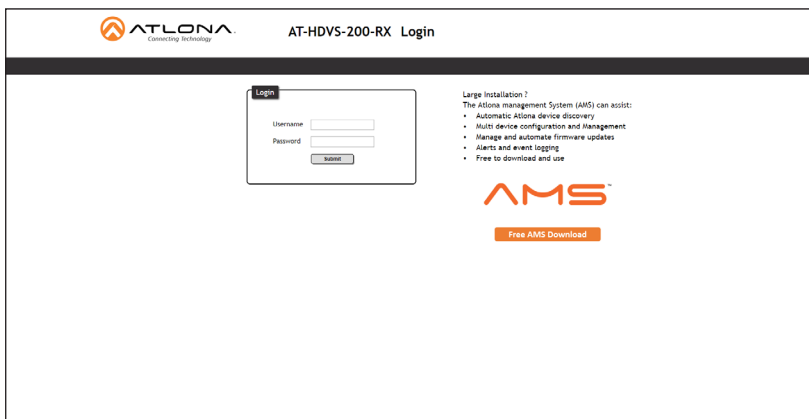 ATLONA.
Connecting Technology
AT-HDVS-200-RX Login
Login
Username
Password
Submit
Large Installation ?
The Atlona management System (AMS) can assist:
• Automatic Atlona device discovery
• Multi device configuration and Management
• Manage and automate firmware updates
• Alerts and event logging
• Free to download and use
AMS™
Free AMS Download